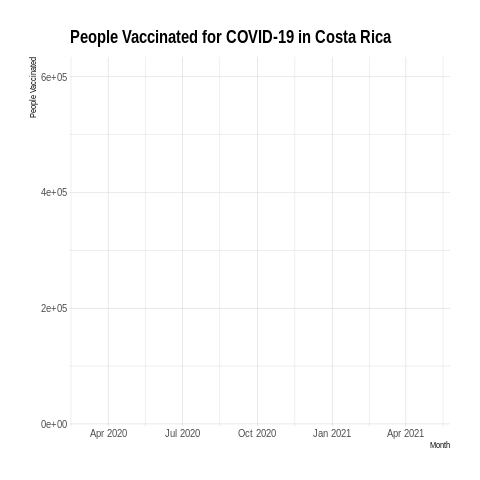 People Vaccinated for COVID-19 in Costa Rica
People Vaccinated
6e+05
4e+05
2e+05
0e+00
Apr 2020 Jul 2020 Oct 2020 Jan 2021 Apr 2021
Month